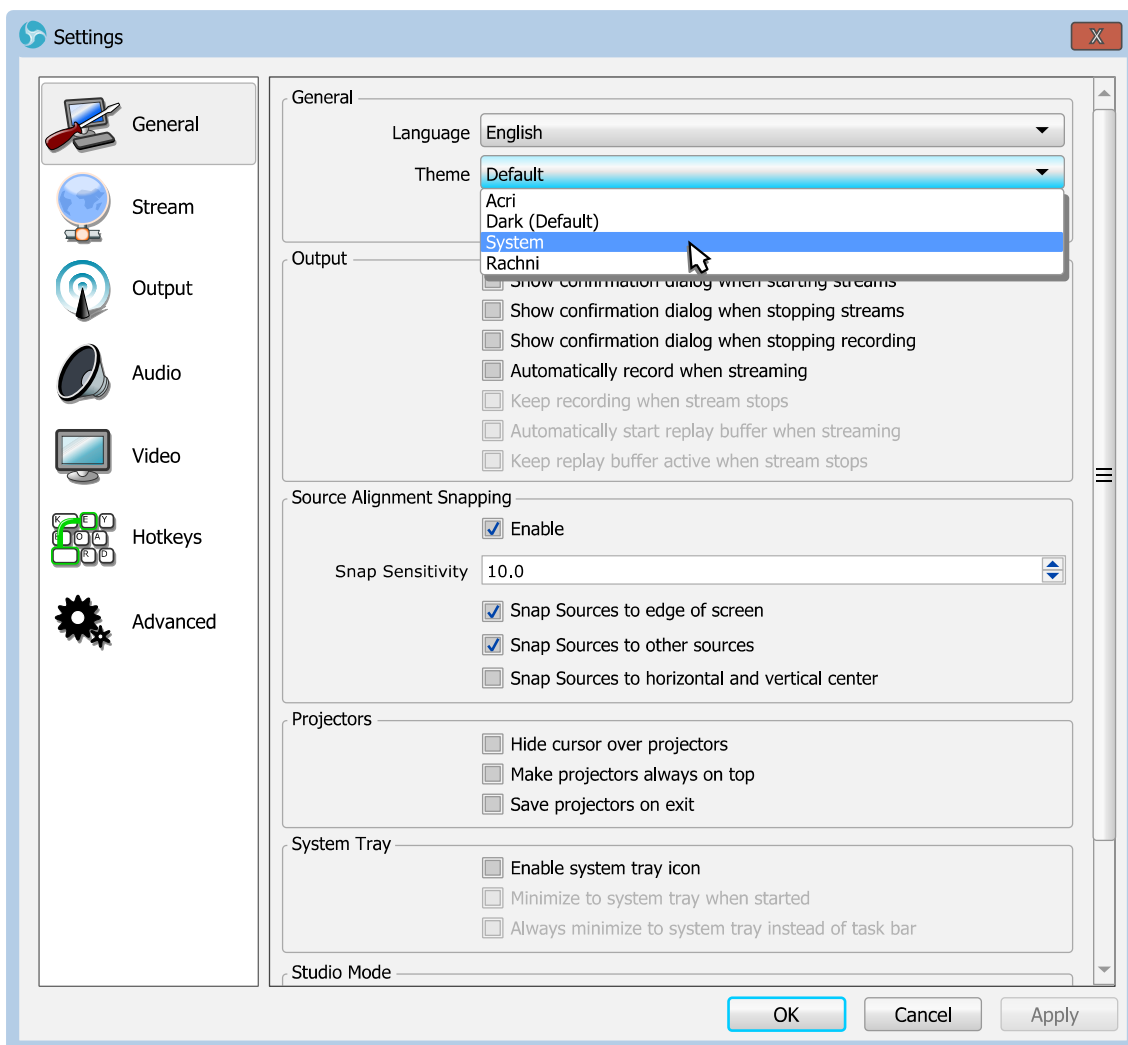 Settings
X
General
Stream
Output
Audio
Video
Hotkeys
Advanced
General
Language English
Theme Default
Acri
Dark (Default)
System
Rachni
Output
Show confirmation dialog when starting streams
Show confirmation dialog when stopping streams
Show confirmation dialog when stopping recording
Automatically record when streaming
Keep recording when stream stops
Automatically start replay buffer when streaming
Keep replay buffer active when stream stops
Source Alignment Snapping
Enable
Snap Sensitivity 10.0
Snap Sources to edge of screen
Snap Sources to other sources
Snap Sources to horizontal and vertical center
Projectors
Hide cursor over projectors
Make projectors always on top
Save projectors on exit
System Tray
Enable system tray icon
Minimize to system tray when started
Always minimize to system tray instead of task bar
Studio Mode
OK Cancel Apply